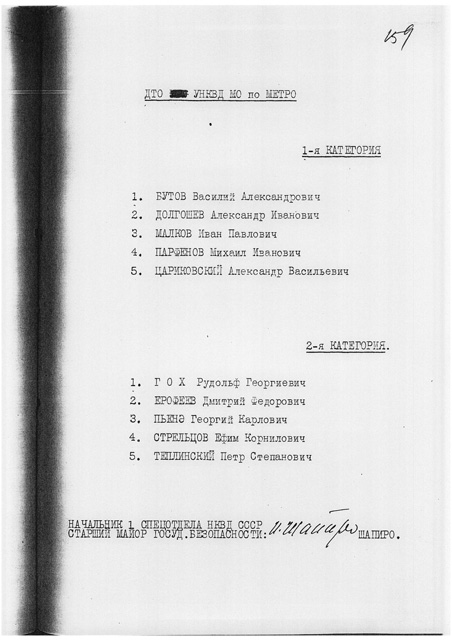 159
ДТО УНКВД МО по МЕТРО
1-я КАТЕГОРИЯ
1. БУТОВ Василий Александрович
2. ДОЛГОШЕВ Александр Иванович
3. МАЛКОВ Иван Павлович
4. ПАРФЕНОВ Михаил Иванович
5. ЦАРИКОВСКИЙ Александр Васильевич
2-я КАТЕГОРИЯ.
1. Г О Х Рудольф Георгиевич
2. ЕРОФЕЕВ Дмитрий Федорович
3. ПЬЕНЭ Георгий Карлович
4. СТРЕЛЬЦОВ Ефим Корнилович
5. ТЕПЛИНСКИЙ Петр Степанович
НАЧАЛЬНИК 1 СПЕЦОТДЕЛА НКВД СССР
СТАРШИЙ МАЙОР ГОСУД.БЕЗОПАСНОСТИ: И.Шапиро ШАПИРО.